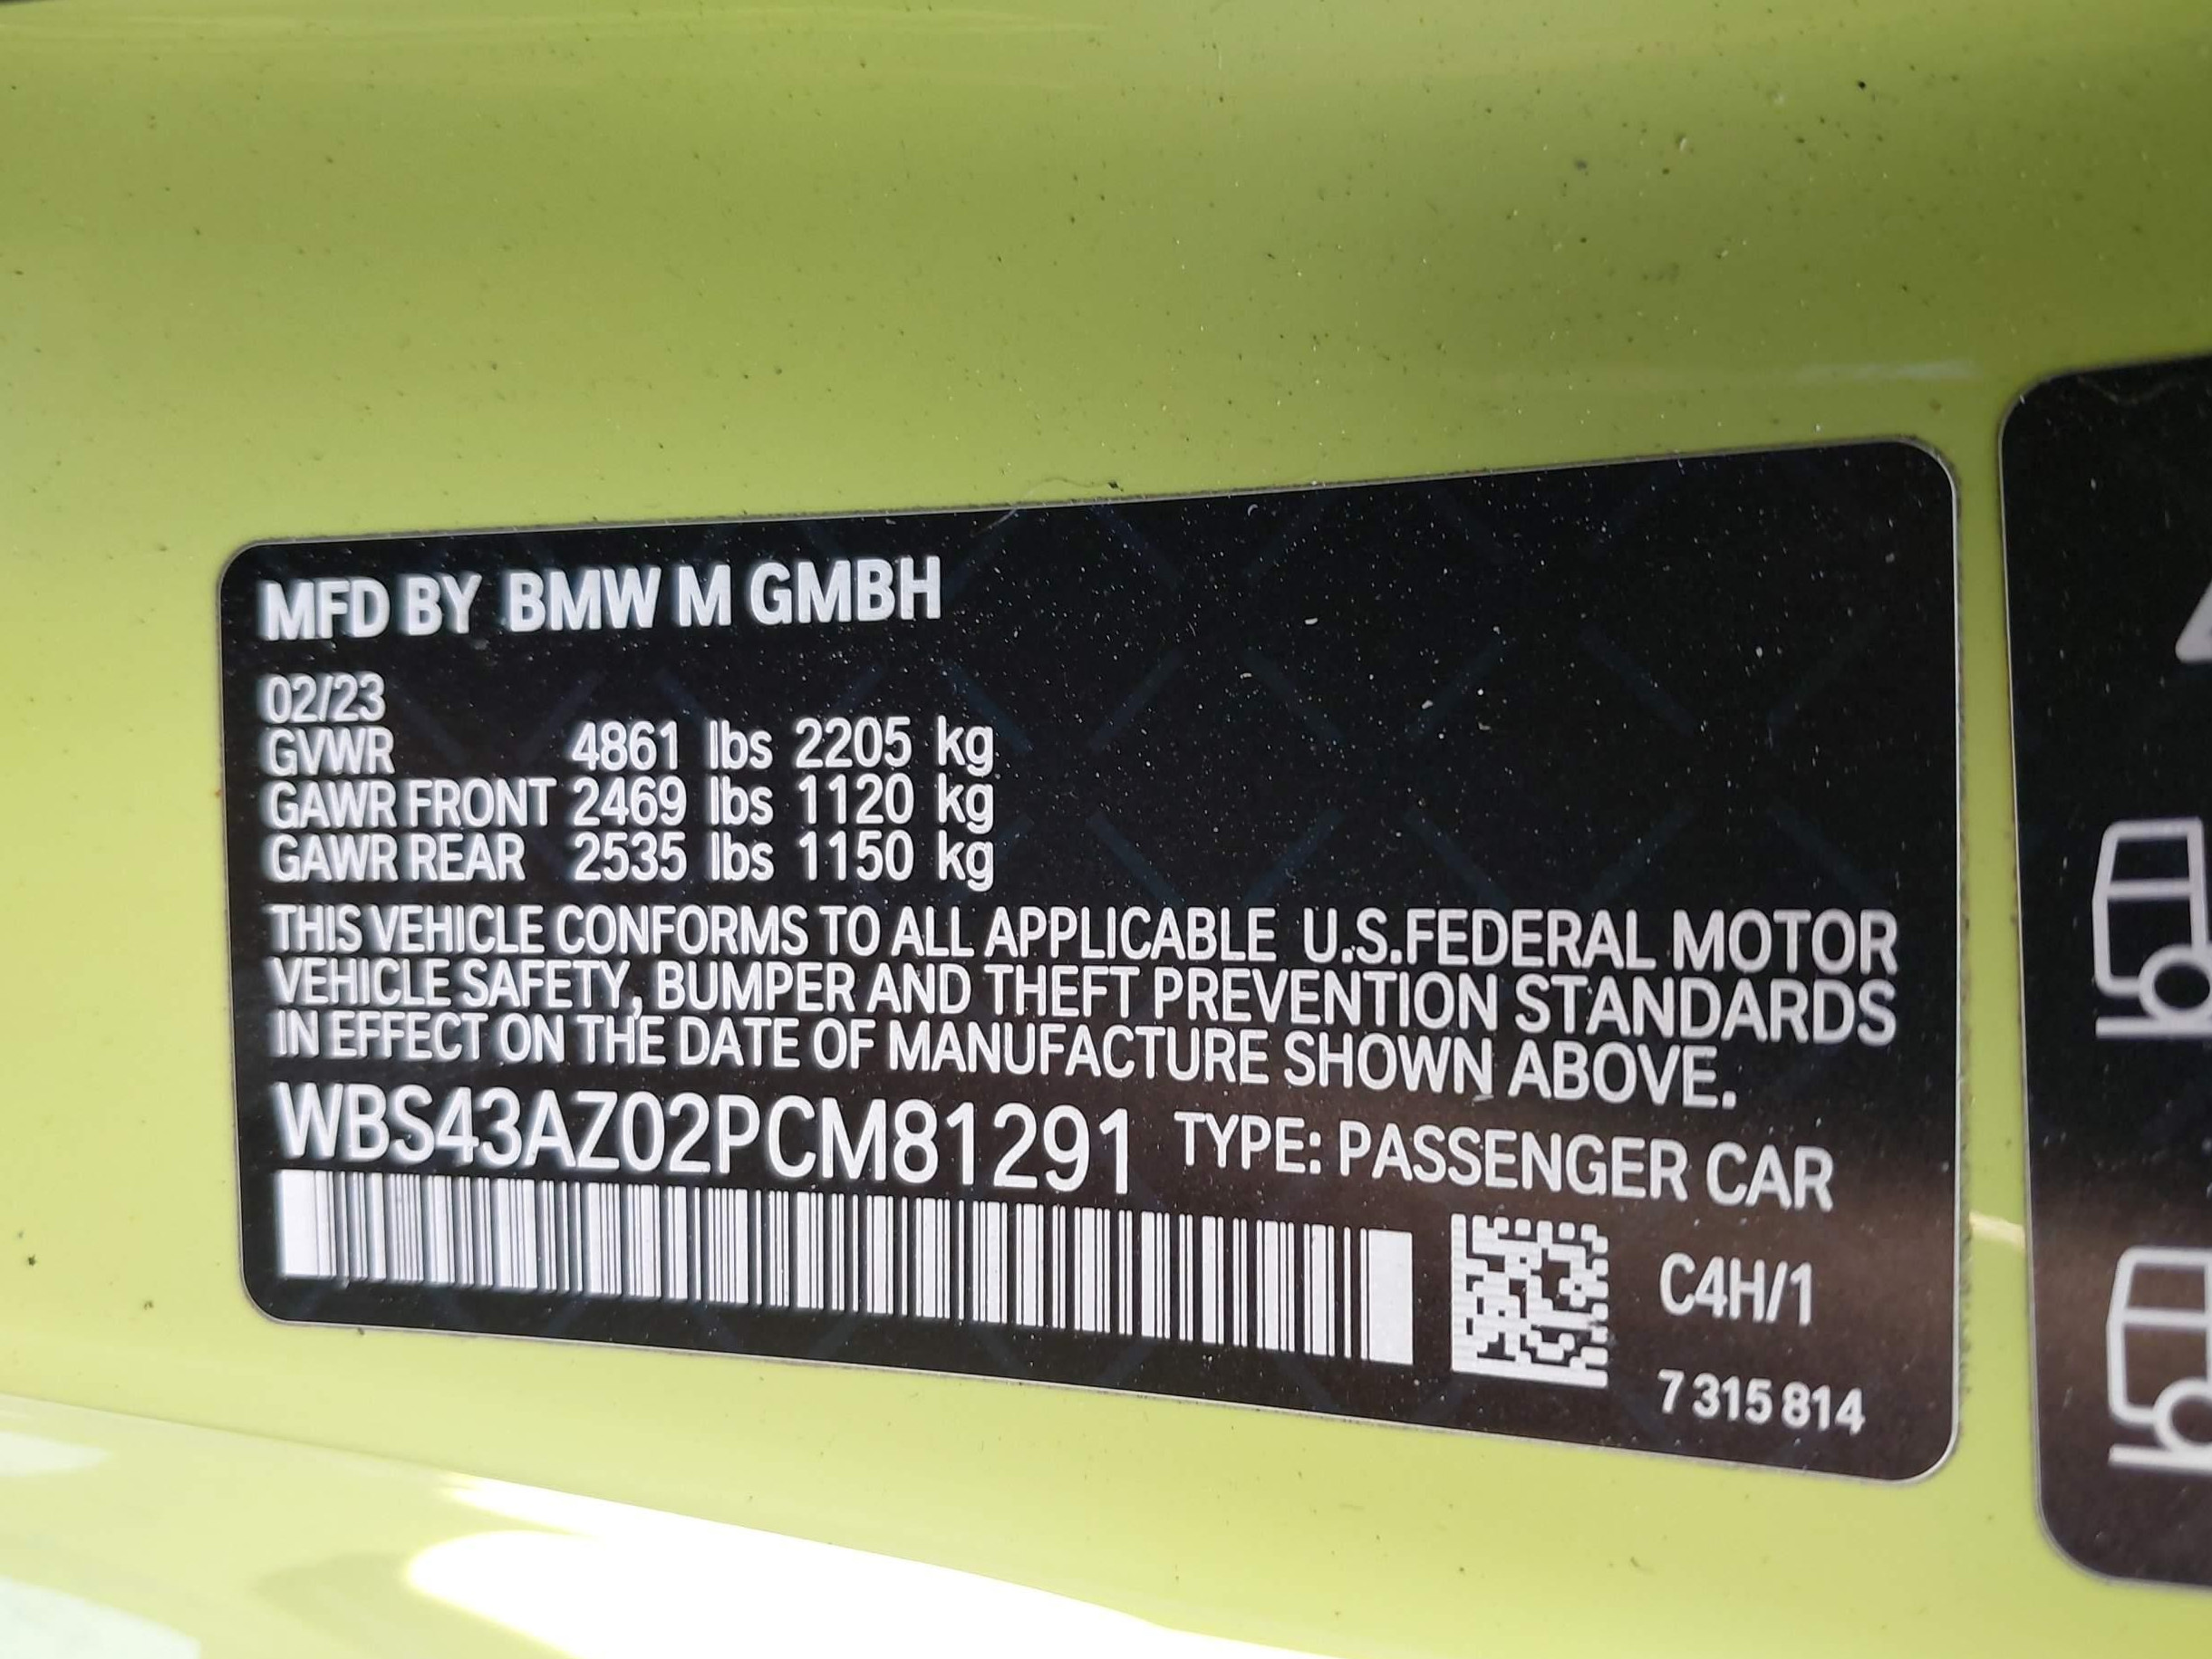 MFD BY BMW M GMBH
02/23
GVWR 4861 lbs 2205 kg
GAWR FRONT 2469 lbs 1120 kg
GAWR REAR 2535 lbs 1150 kg
THIS VEHICLE CONFORMS TO ALL APPLICABLE U.S.FEDERAL MOTOR
VEHICLE SAFETY, BUMPER AND THEFT PREVENTION STANDARDS
IN EFFECT ON THE DATE OF MANUFACTURE SHOWN ABOVE.
WBS43AZ02PCM81291 TYPE: PASSENGER CAR
C4H/1
7 315 814